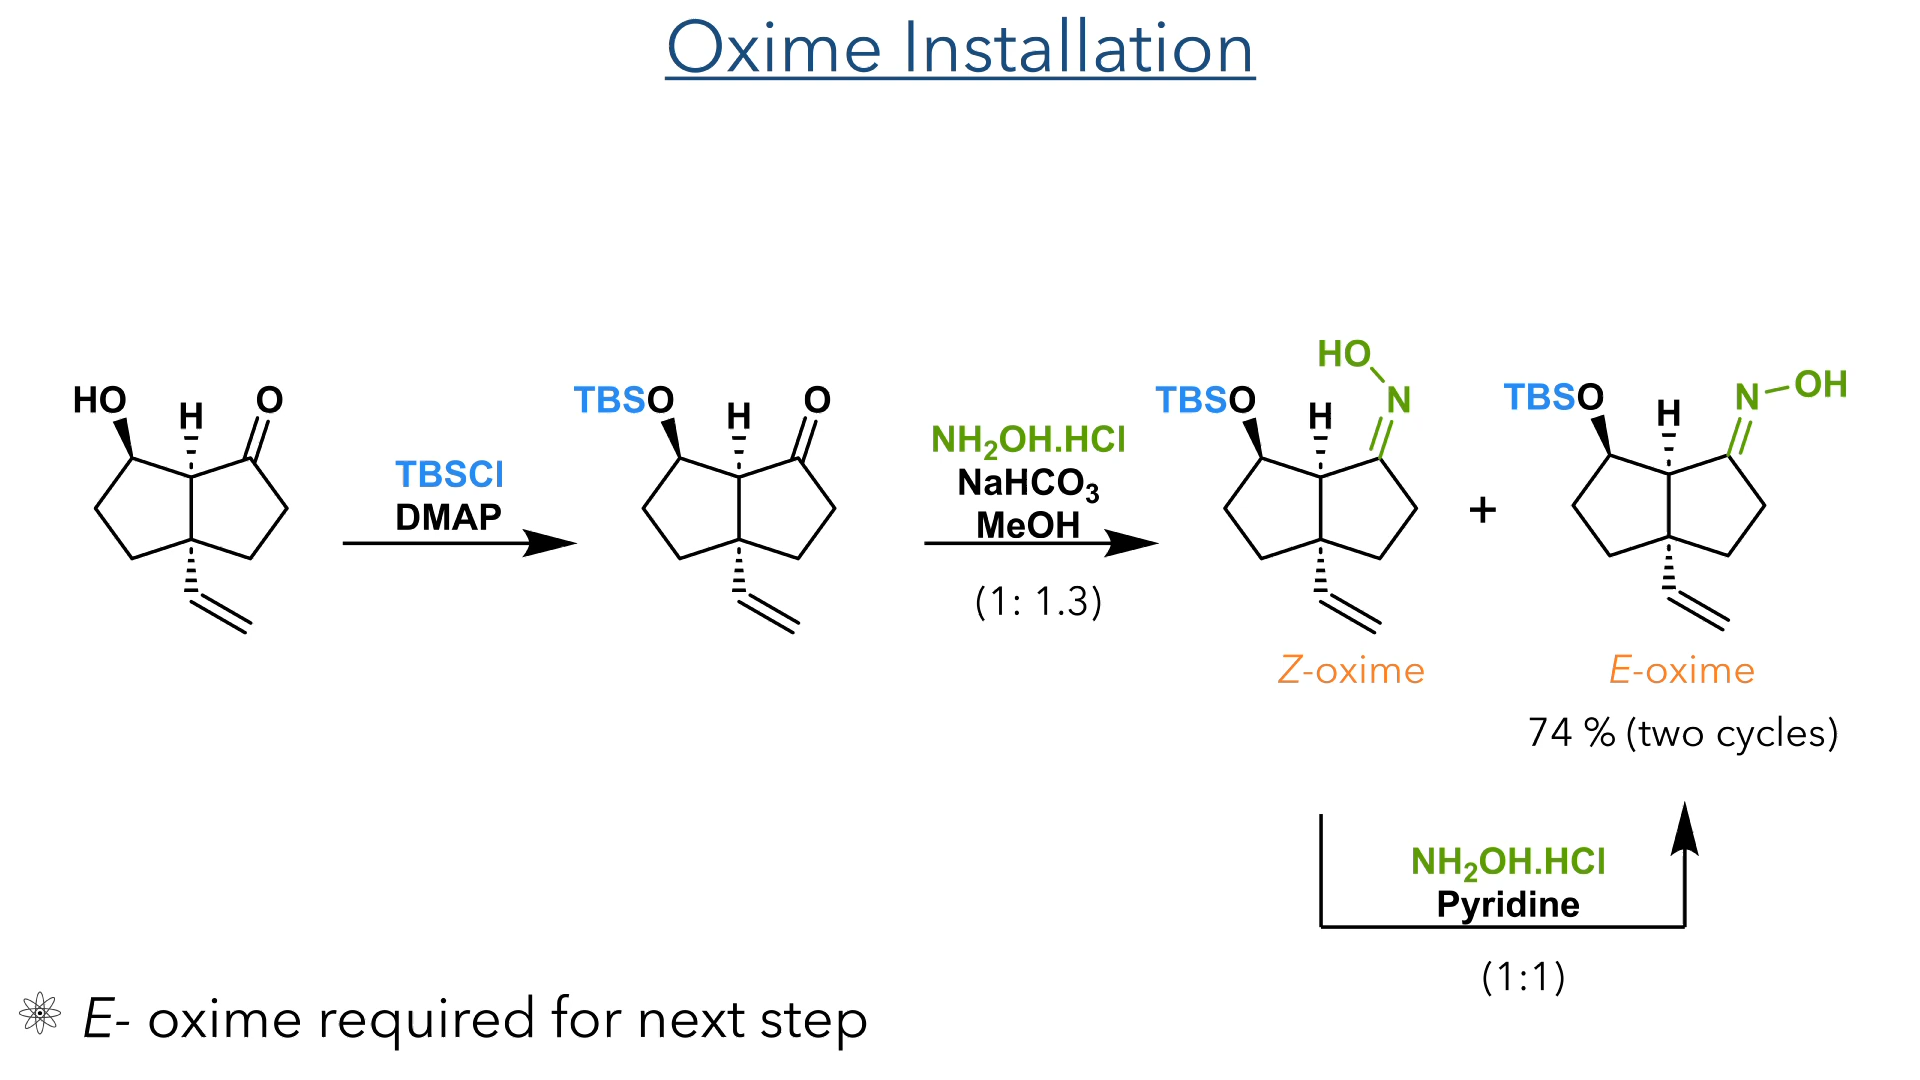 Oxime Installation
HO
H
O
TBSCl
DMAP
TBSO
H
O
NH2OH.HCl
NaHCO3
MeOH
(1: 1.3)
HO
TBSO
H
N
Z-oxime
+
TBSO
H
N
OH
E-oxime
74 % (two cycles)
NH2OH.HCl
Pyridine
(1:1)
E- oxime required for next step